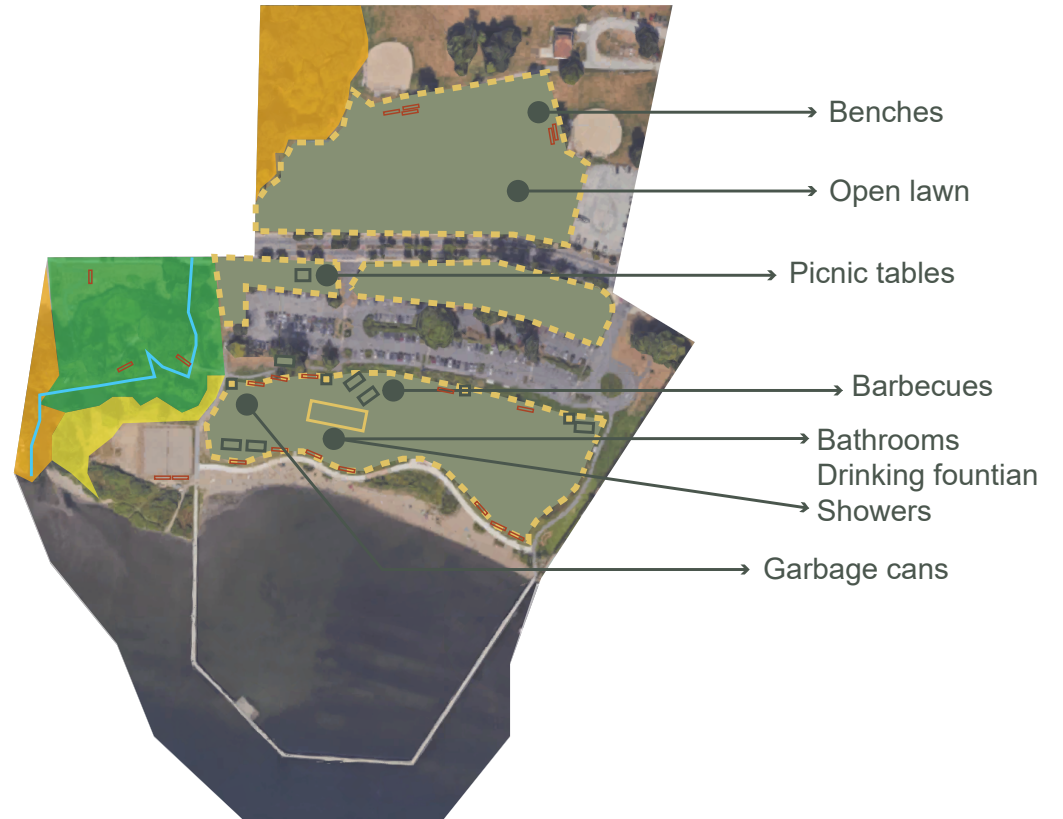 Benches
Open lawn
Picnic tables
Barbecues
Bathrooms
Drinking fountian
Showers
Garbage cans